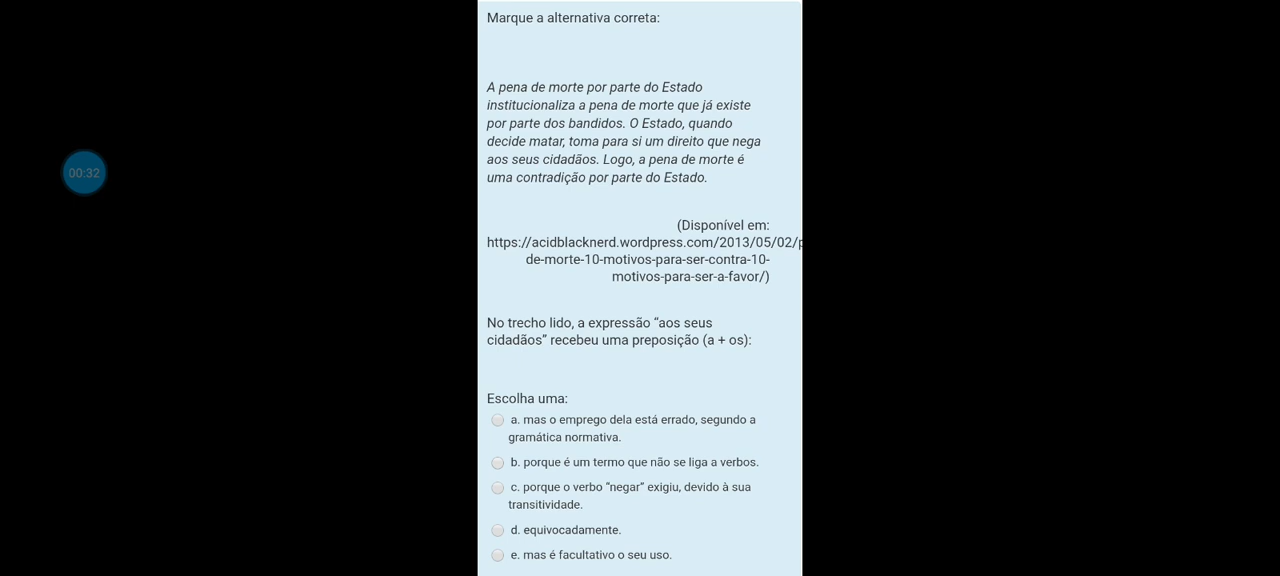 Marque a alternativa correta:
A pena de morte por parte do Estado
institucionaliza a pena de morte que já existe
por parte dos bandidos. O Estado, quando
decide matar, toma para si um direito que nega
aos seus cidadãos. Logo, a pena de morte é
uma contradição por parte do Estado.
00:32
(Disponível em:
https://acidblacknerd.wordpress.com/2013/05/02/p
de-morte-10-motivos-para-ser-contra-10-
motivos-para-ser-a-favor/)
No trecho lido, a expressão “aos seus
cidadãos” recebeu uma preposição (a + os):
Escolha uma:
a. mas o emprego dela está errado, segundo a
gramática normativa.
b. porque é um termo que não se liga a verbos.
c. porque o verbo “negar” exigiu, devido à sua
transitividade.
d. equivocadamente.
e. mas é facultativo o seu uso.